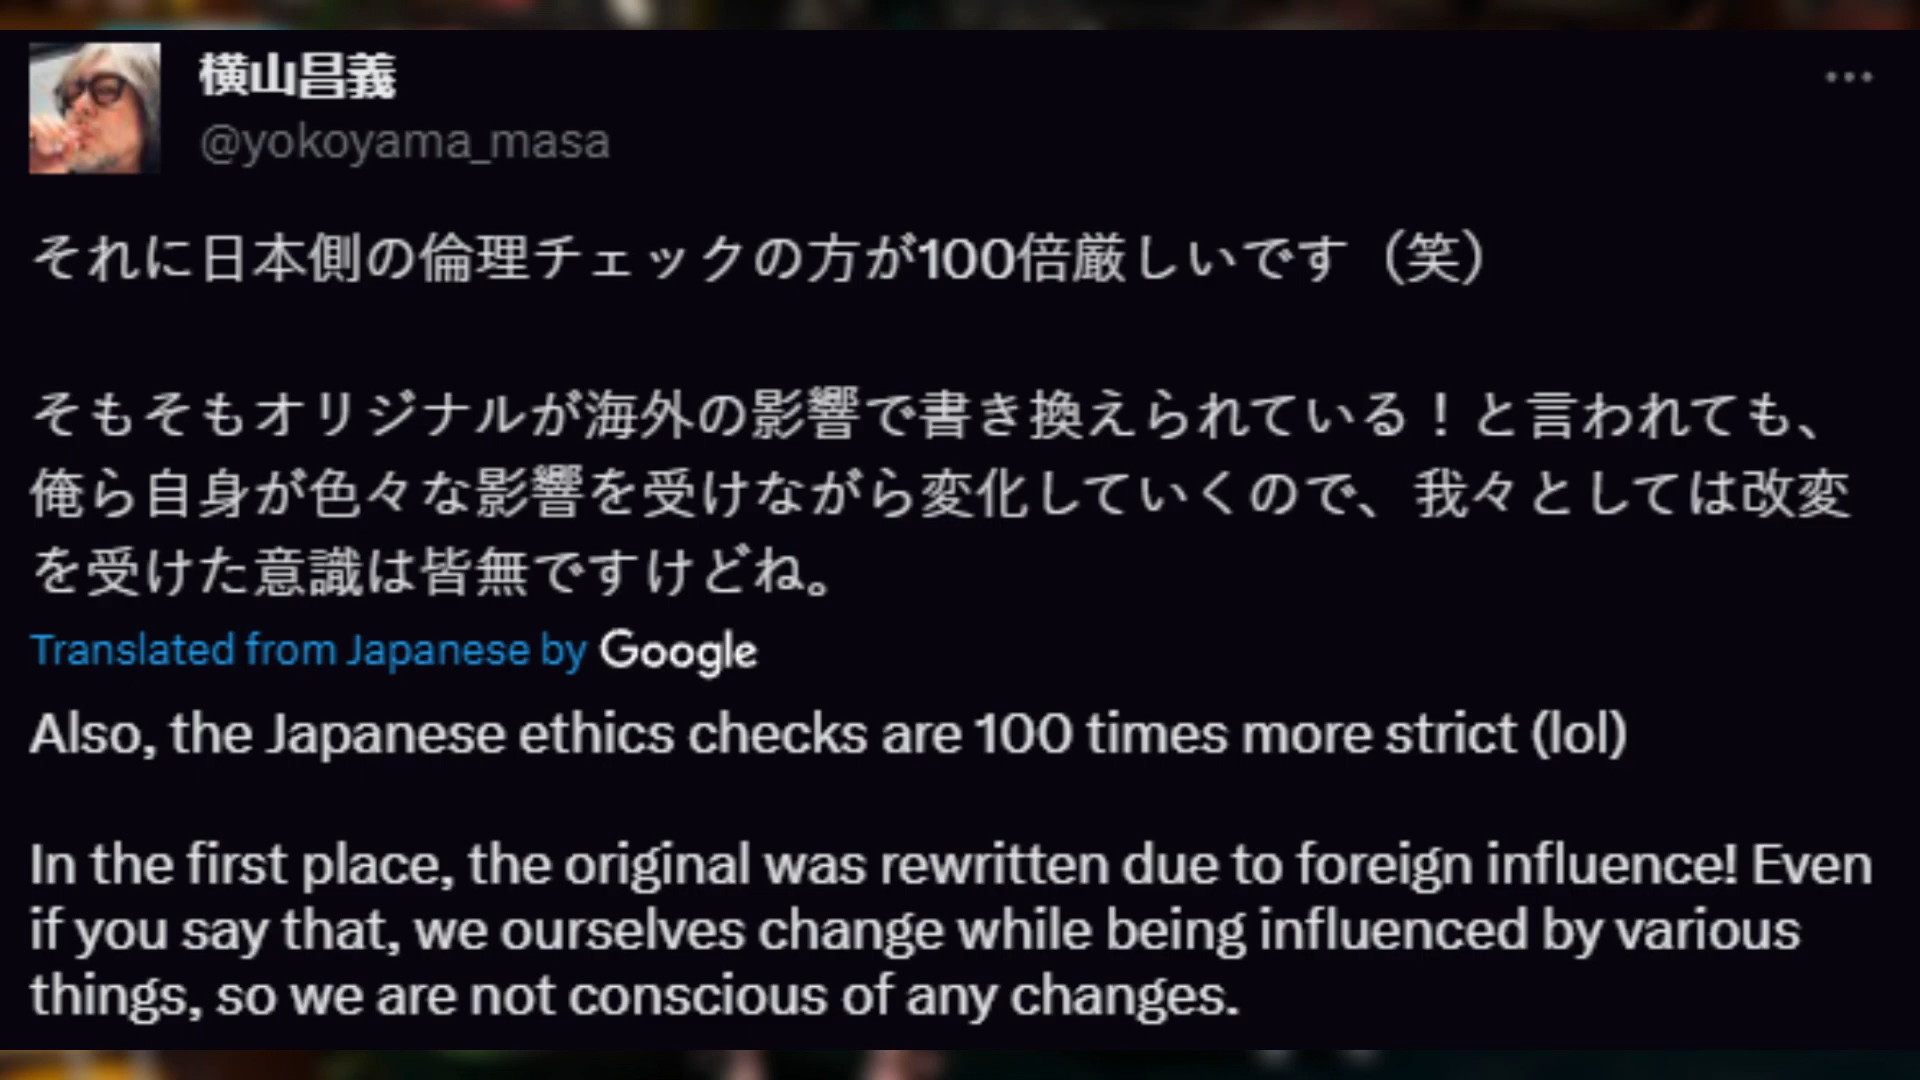 横山昌義
@yokoyama_masa
それに日本側の倫理チェックの方が100倍厳しいです（笑）
そもそもオリジナルが海外の影響で書き換えられている！と言われても、
俺ら自身が色々な影響を受けながら変化していくので、我々としては改変
を受けた意識は皆無ですけどね。
Translated from Japanese by Google
Also, the Japanese ethics checks are 100 times more strict (lol)
In the first place, the original was rewritten due to foreign influence! Even
if you say that, we ourselves change while being influenced by various
things, so we are not conscious of any changes.